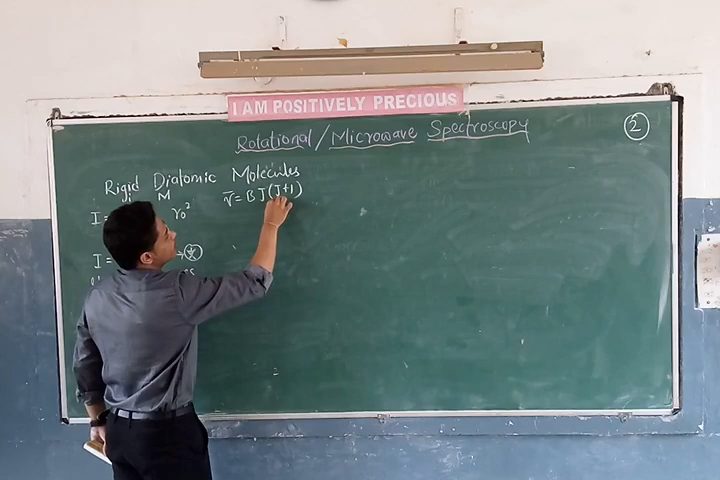 I AM POSITIVELY PRECIOUS
Rotational / Microwave Spectroscopy
2
Rigid Diatomic Molecules
I = r₀²
ν̄ = B J (J+1)
I =